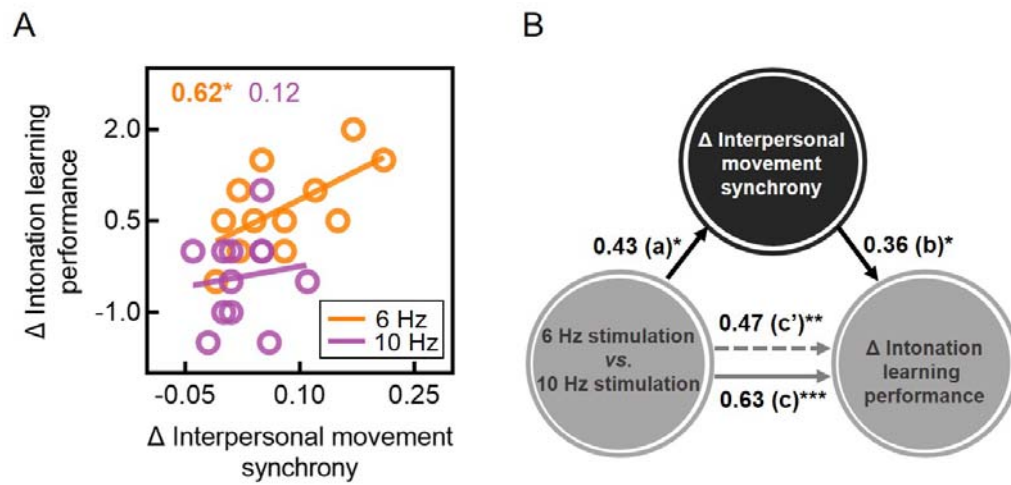 A
0.62* 0.12
Δ Intonation learning
performance
2.0
0.5
-1.0
6 Hz
10 Hz
-0.05
0.10
0.25
Δ Interpersonal movement
synchrony
B
Δ Interpersonal
movement
synchrony
0.43 (a)*
0.36 (b)*
6 Hz stimulation
vs.
10 Hz stimulation
0.47 (c')**
0.63 (c)***
Δ Intonation
learning
performance